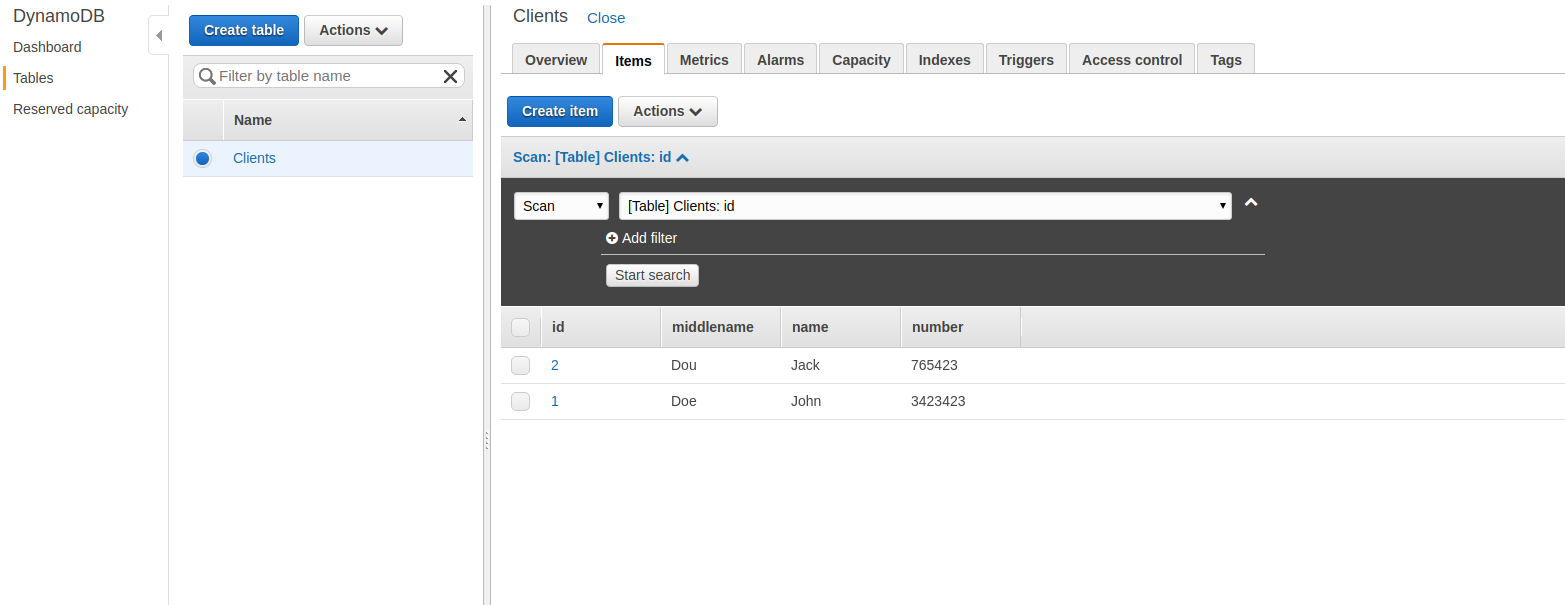 DynamoDB
Dashboard
Tables
Reserved capacity
Create table Actions
Filter by table name
Name
Clients
Clients Close
Overview Items Metrics Alarms Capacity Indexes Triggers Access control Tags
Create item Actions
Scan: [Table] Clients: id
Scan [Table] Clients: id
Add filter
Start search
id middlename name number
2 Dou Jack 765423
1 Doe John 3423423